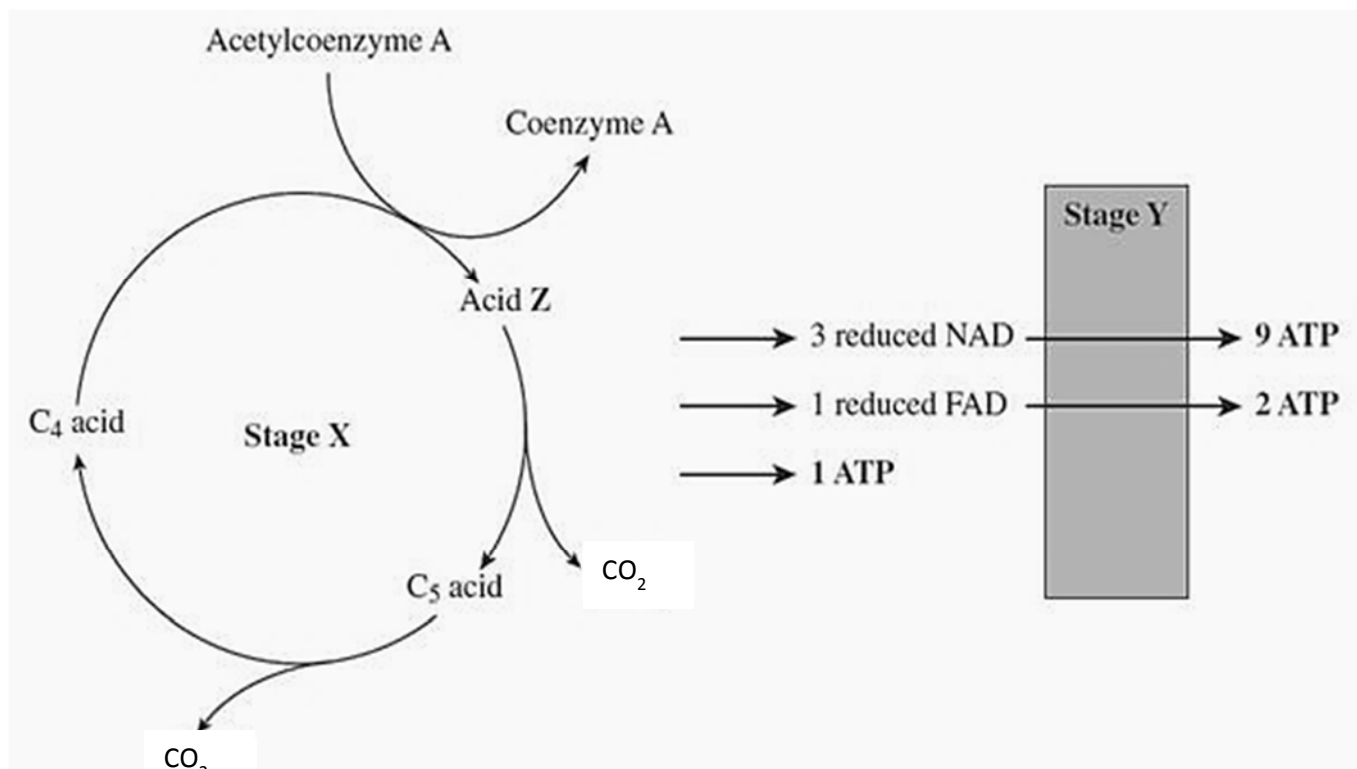 Acetylcoenzyme A
Coenzyme A
Stage Y
Acid Z
3 reduced NAD
9 ATP
1 reduced FAD
2 ATP
C₄ acid
Stage X
1 ATP
CO₂
C₅ acid
CO₂